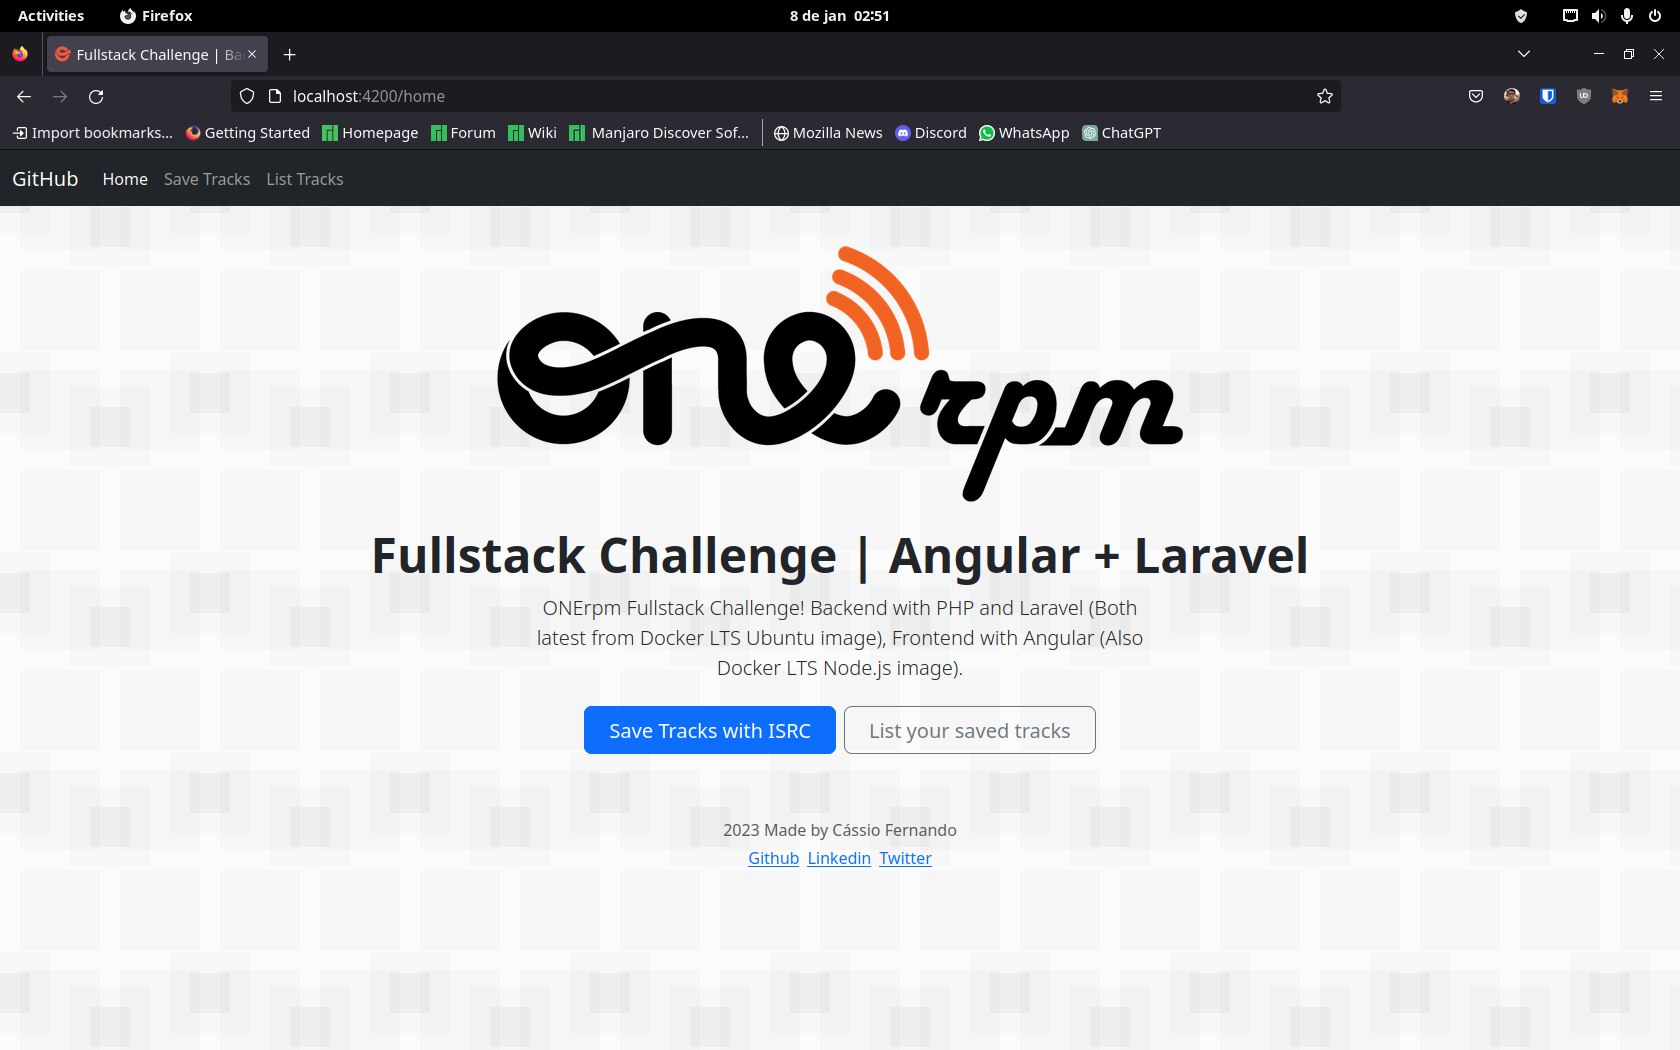 Activities Firefox 8 de jan 02:51
Fullstack Challenge | Ba
localhost:4200/home
Import bookmarks... Getting Started Homepage Forum Wiki Manjaro Discover Sof... Mozilla News Discord WhatsApp ChatGPT
GitHub Home Save Tracks List Tracks
one rpm
Fullstack Challenge | Angular + Laravel
ONErpm Fullstack Challenge! Backend with PHP and Laravel (Both
latest from Docker LTS Ubuntu image), Frontend with Angular (Also
Docker LTS Node.js image).
Save Tracks with ISRC List your saved tracks
2023 Made by Cássio Fernando
Github Linkedin Twitter